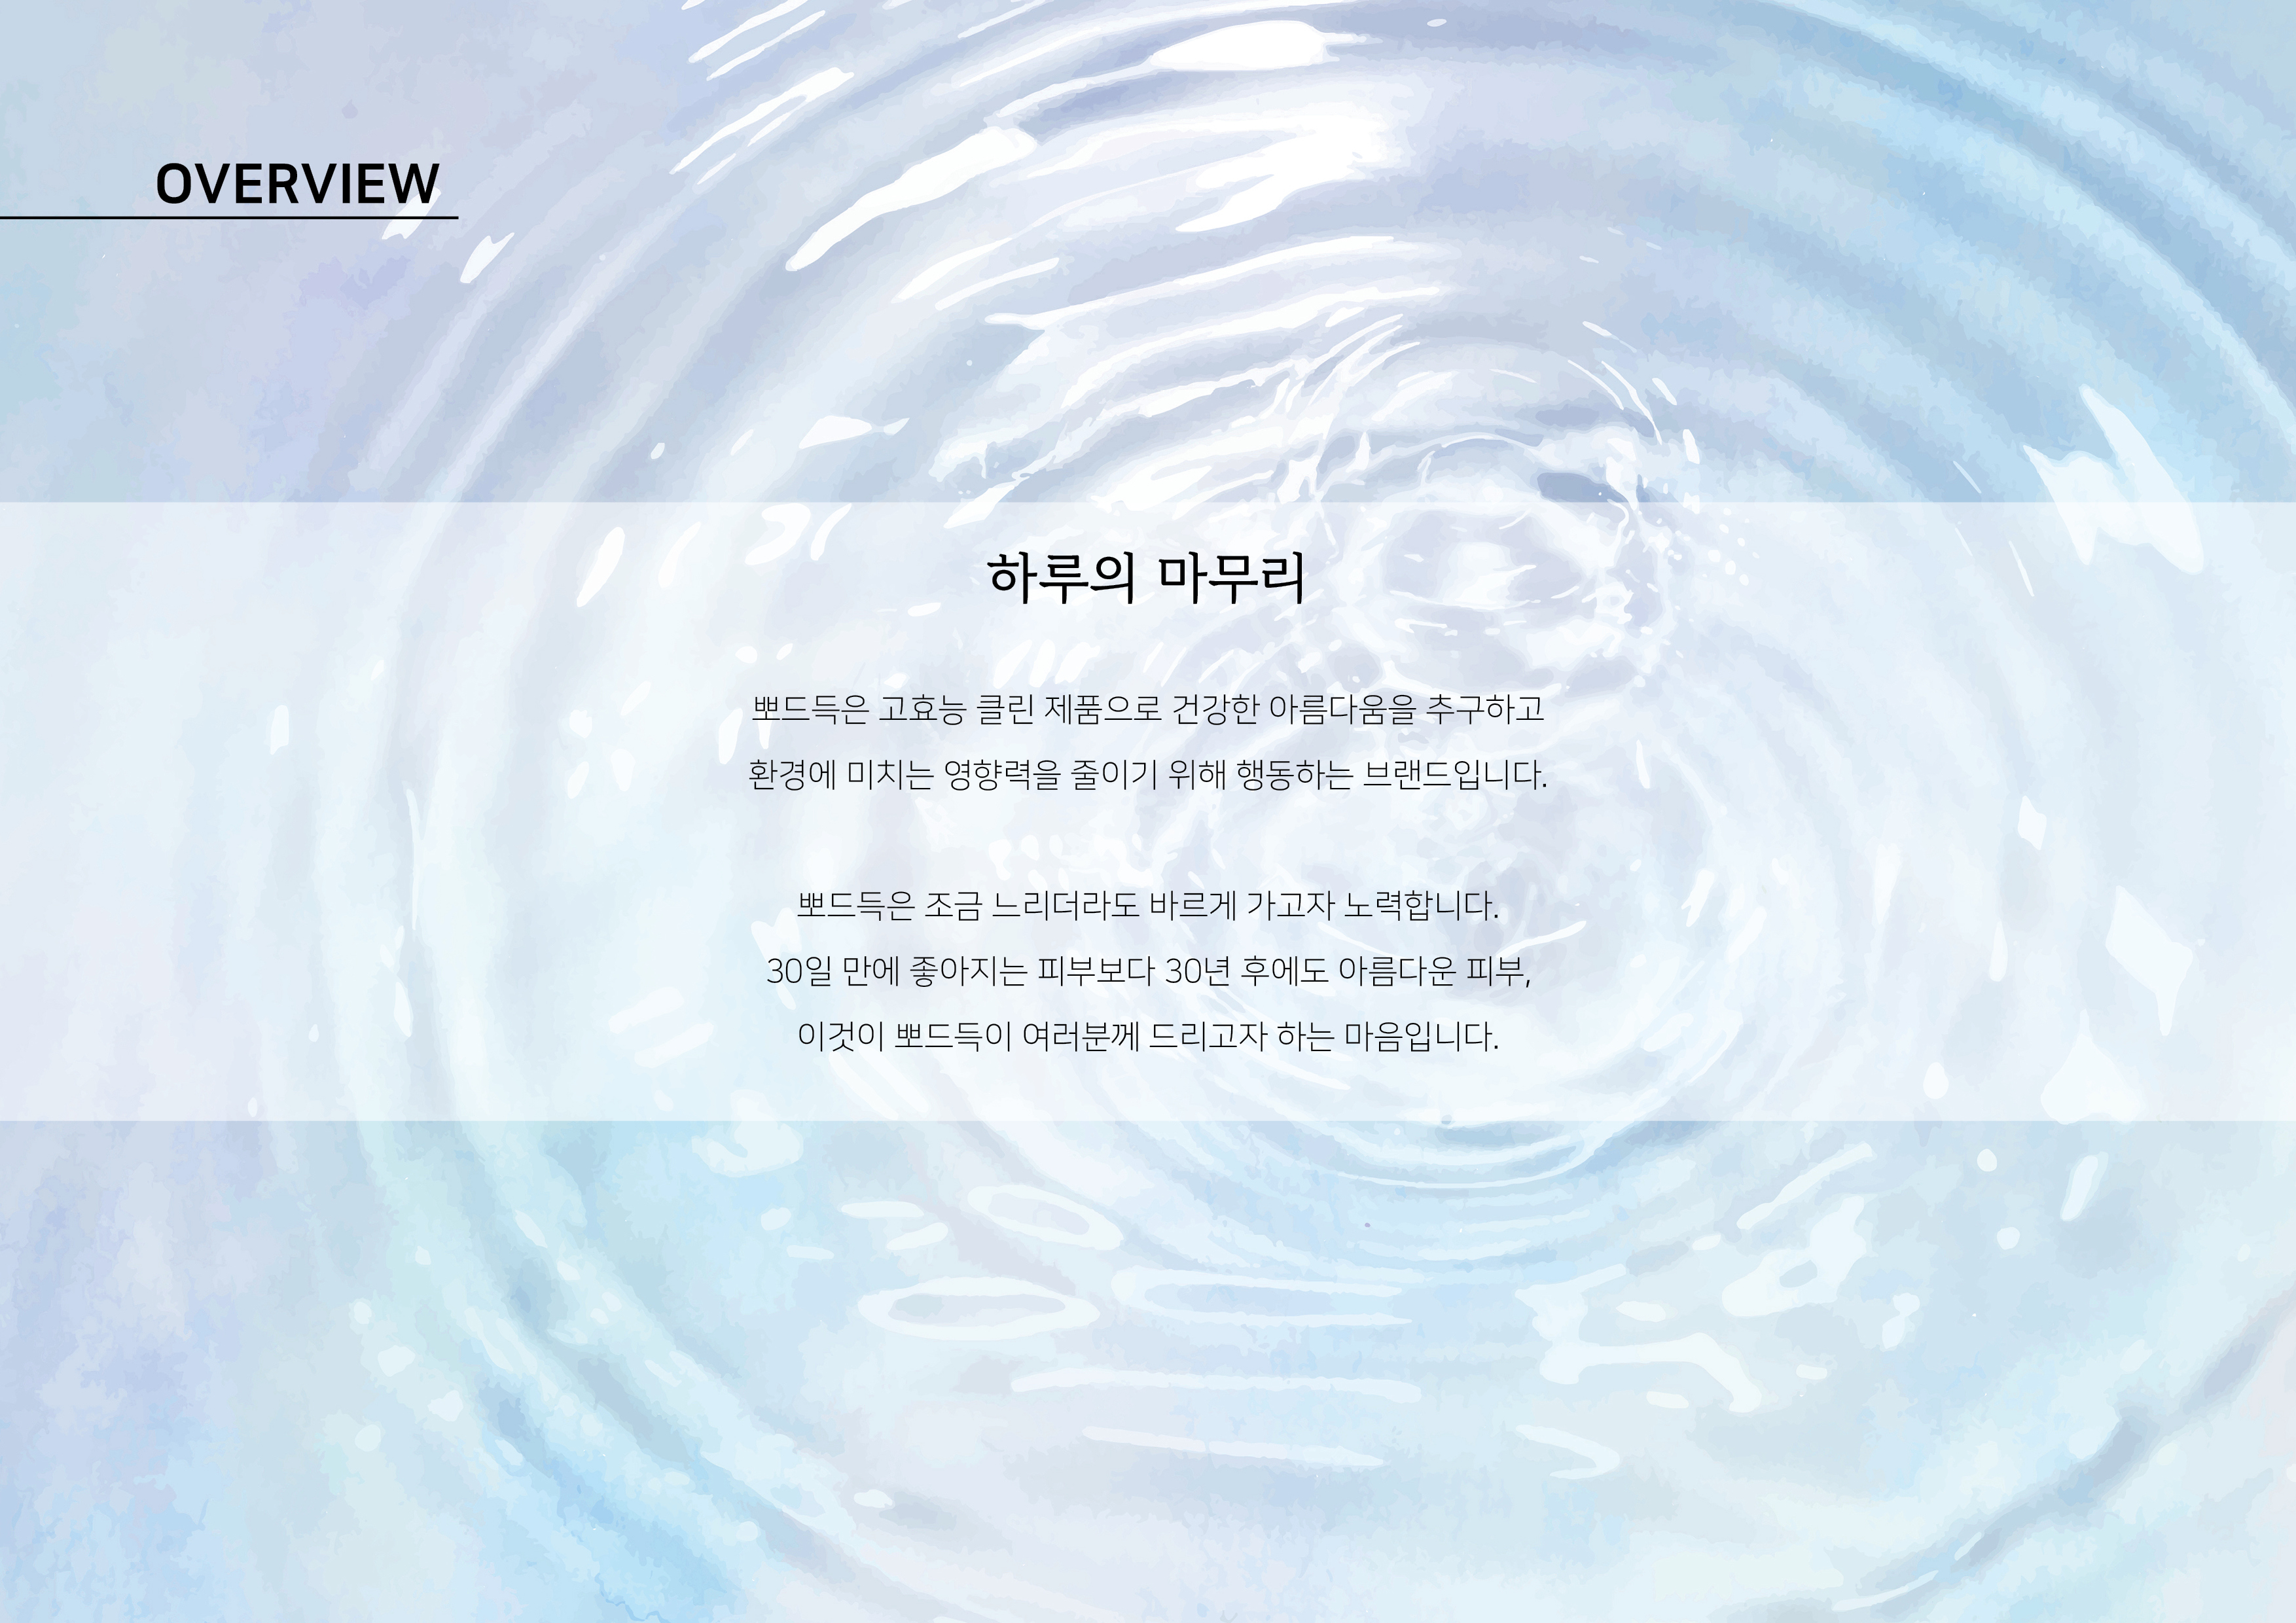 OVERVIEW
하루의 마무리
뽀드득은 고효능 클린 제품으로 건강한 아름다움을 추구하고
환경에 미치는 영향력을 줄이기 위해 행동하는 브랜드입니다.
뽀드득은 조금 느리더라도 바르게 가고자 노력합니다.
30일 만에 좋아지는 피부보다 30년 후에도 아름다운 피부,
이것이 뽀드득이 여러분께 드리고자 하는 마음입니다.